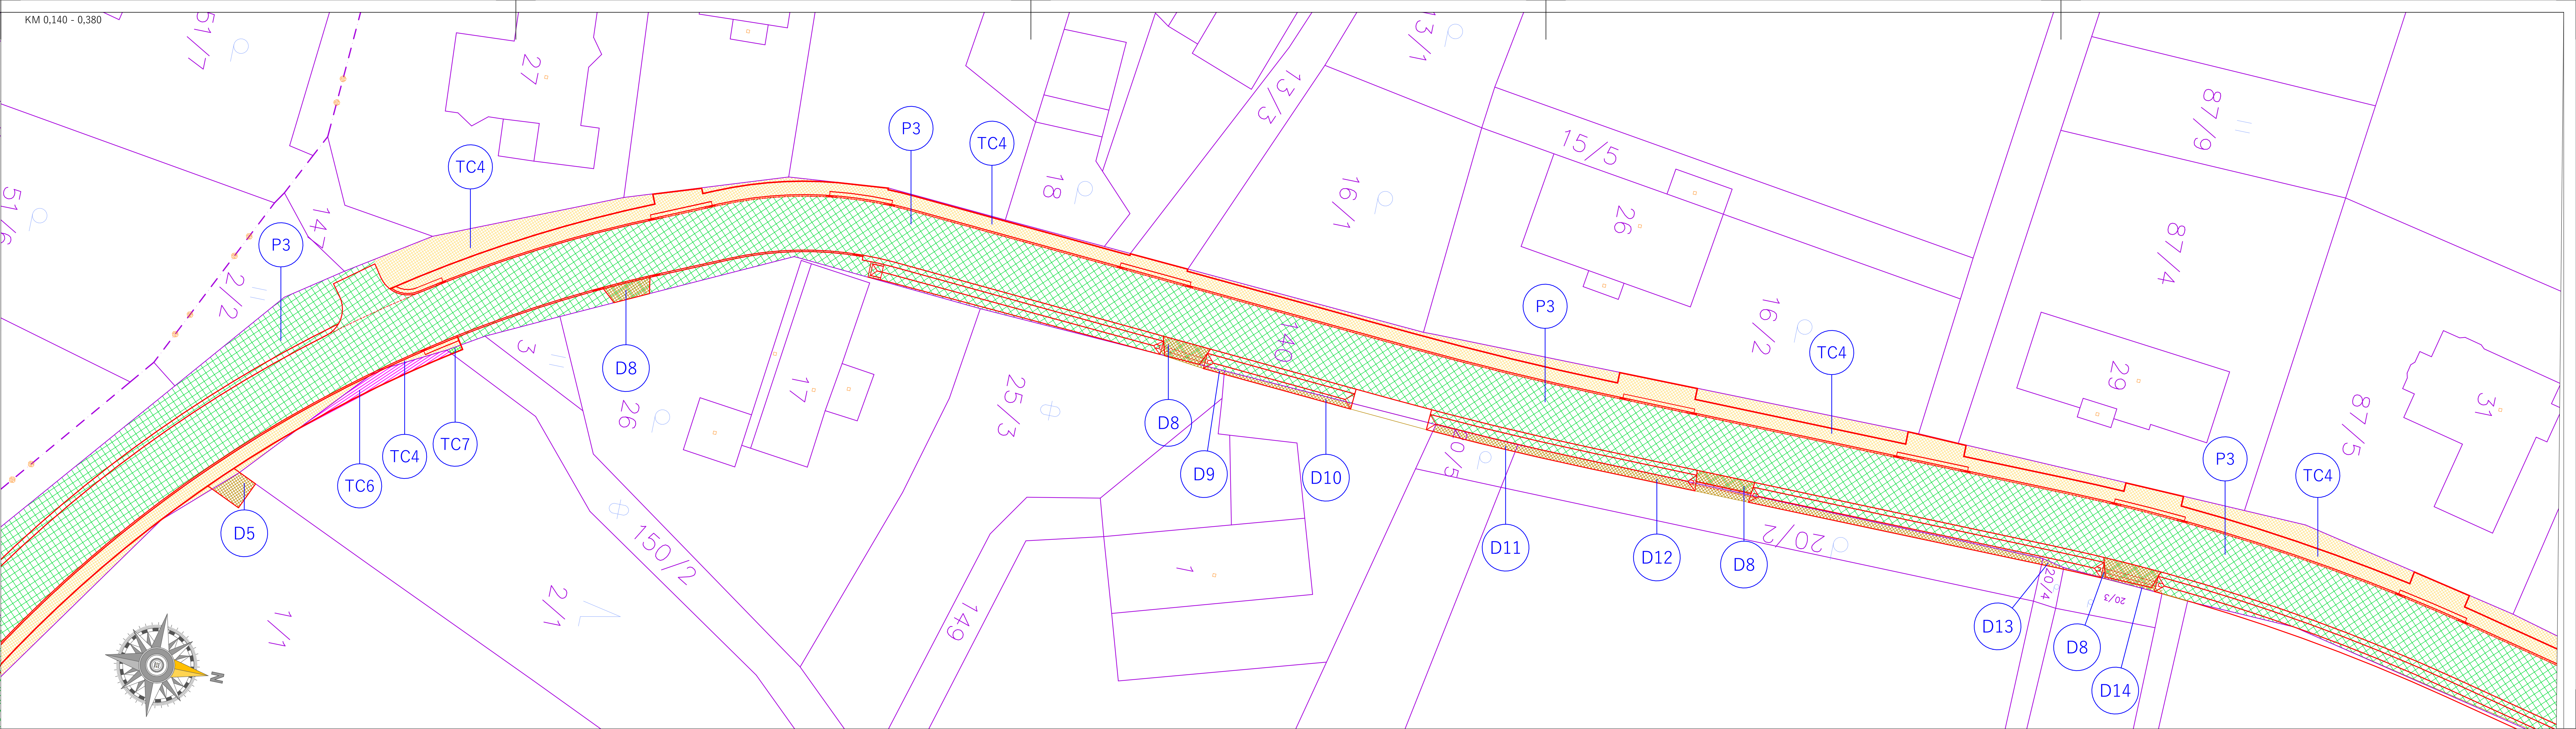 KM 0,140 - 0,380
51/7
27
13/1
13/3
87/9
15/5
P3
TC4
TC4
18
16/1
26
51/6
147
P3
2/2
87/4
P3
16/2
TC4
140
3
D8
17
29
31
26
25/3
D8
87/5
TC4
TC7
TC6
D9
D10
20/5
P3
TC4
D5
D11
D12
D8
20/2
150/2
1
2/1
149
1/1
20/4
20/3
D13
D8
D14
N